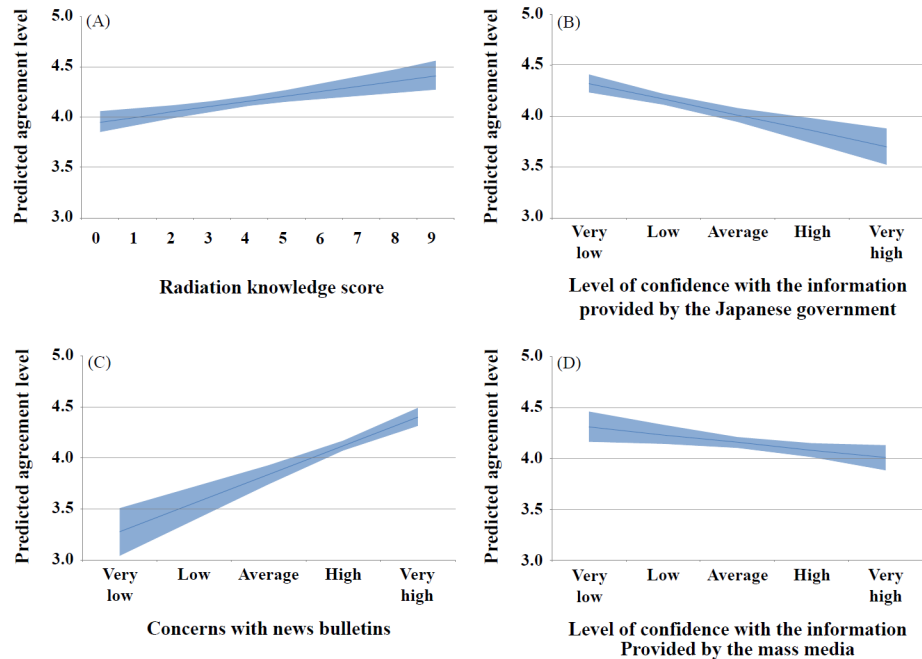 (A)
Predicted agreement level
5.0
4.5
4.0
3.5
3.0
0 1 2 3 4 5 6 7 8 9
Radiation knowledge score
(B)
Predicted agreement level
5.0
4.5
4.0
3.5
3.0
Very low Low Average High Very high
Level of confidence with the information
provided by the Japanese government
(C)
Predicted agreement level
5.0
4.5
4.0
3.5
3.0
Very low Low Average High Very high
Concerns with news bulletins
(D)
Predicted agreement level
5.0
4.5
4.0
3.5
3.0
Very low Low Average High Very high
Level of confidence with the information
Provided by the mass media